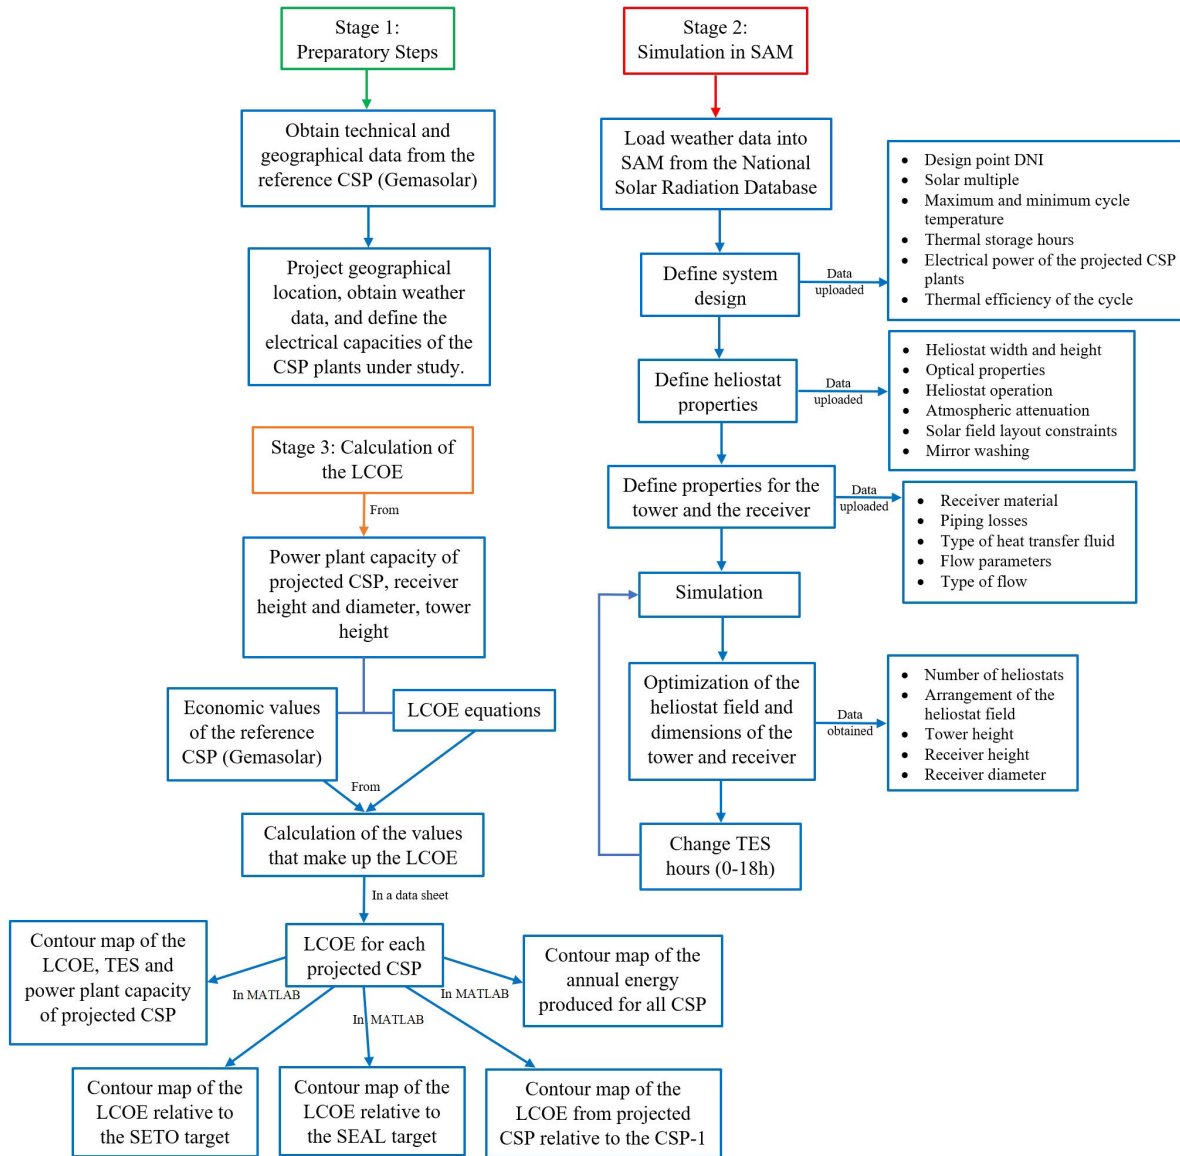 Stage 1:
Preparatory Steps
Obtain technical and
geographical data from the
reference CSP (Gemasolar)
Project geographical
location, obtain weather
data, and define the
electrical capacities of the
CSP plants under study.
Stage 2:
Simulation in SAM
Load weather data into
SAM from the National
Solar Radiation Database
Define system
design
Data
uploaded
• Design point DNI
• Solar multiple
• Maximum and minimum cycle
temperature
• Thermal storage hours
• Electrical power of the projected CSP
plants
• Thermal efficiency of the cycle
Define heliostat
properties
Data
uploaded
• Heliostat width and height
• Optical properties
• Heliostat operation
• Atmospheric attenuation
• Solar field layout constraints
• Mirror washing
Define properties for the
tower and the receiver
Data
uploaded
• Receiver material
• Piping losses
• Type of heat transfer fluid
• Flow parameters
• Type of flow
Simulation
Optimization of the
heliostat field and
dimensions of the
tower and receiver
Data
obtained
• Number of heliostats
• Arrangement of the
heliostat field
• Tower height
• Receiver height
• Receiver diameter
Change TES
hours (0-18h)
Stage 3: Calculation of
the LCOE
From
Power plant capacity of
projected CSP, receiver
height and diameter, tower
height
Economic values
of the reference
CSP (Gemasolar)
LCOE equations
From
Calculation of the values
that make up the LCOE
In a data sheet
LCOE for each
projected CSP
Contour map of the
LCOE, TES and
power plant capacity
of projected CSP
In MATLAB
In MATLAB
In MATLAB
Contour map of the
annual energy
produced for all CSP
Contour map of the
LCOE relative to
the SETO target
Contour map of the
LCOE relative to
the SEAL target
Contour map of the
LCOE from projected
CSP relative to the CSP-1